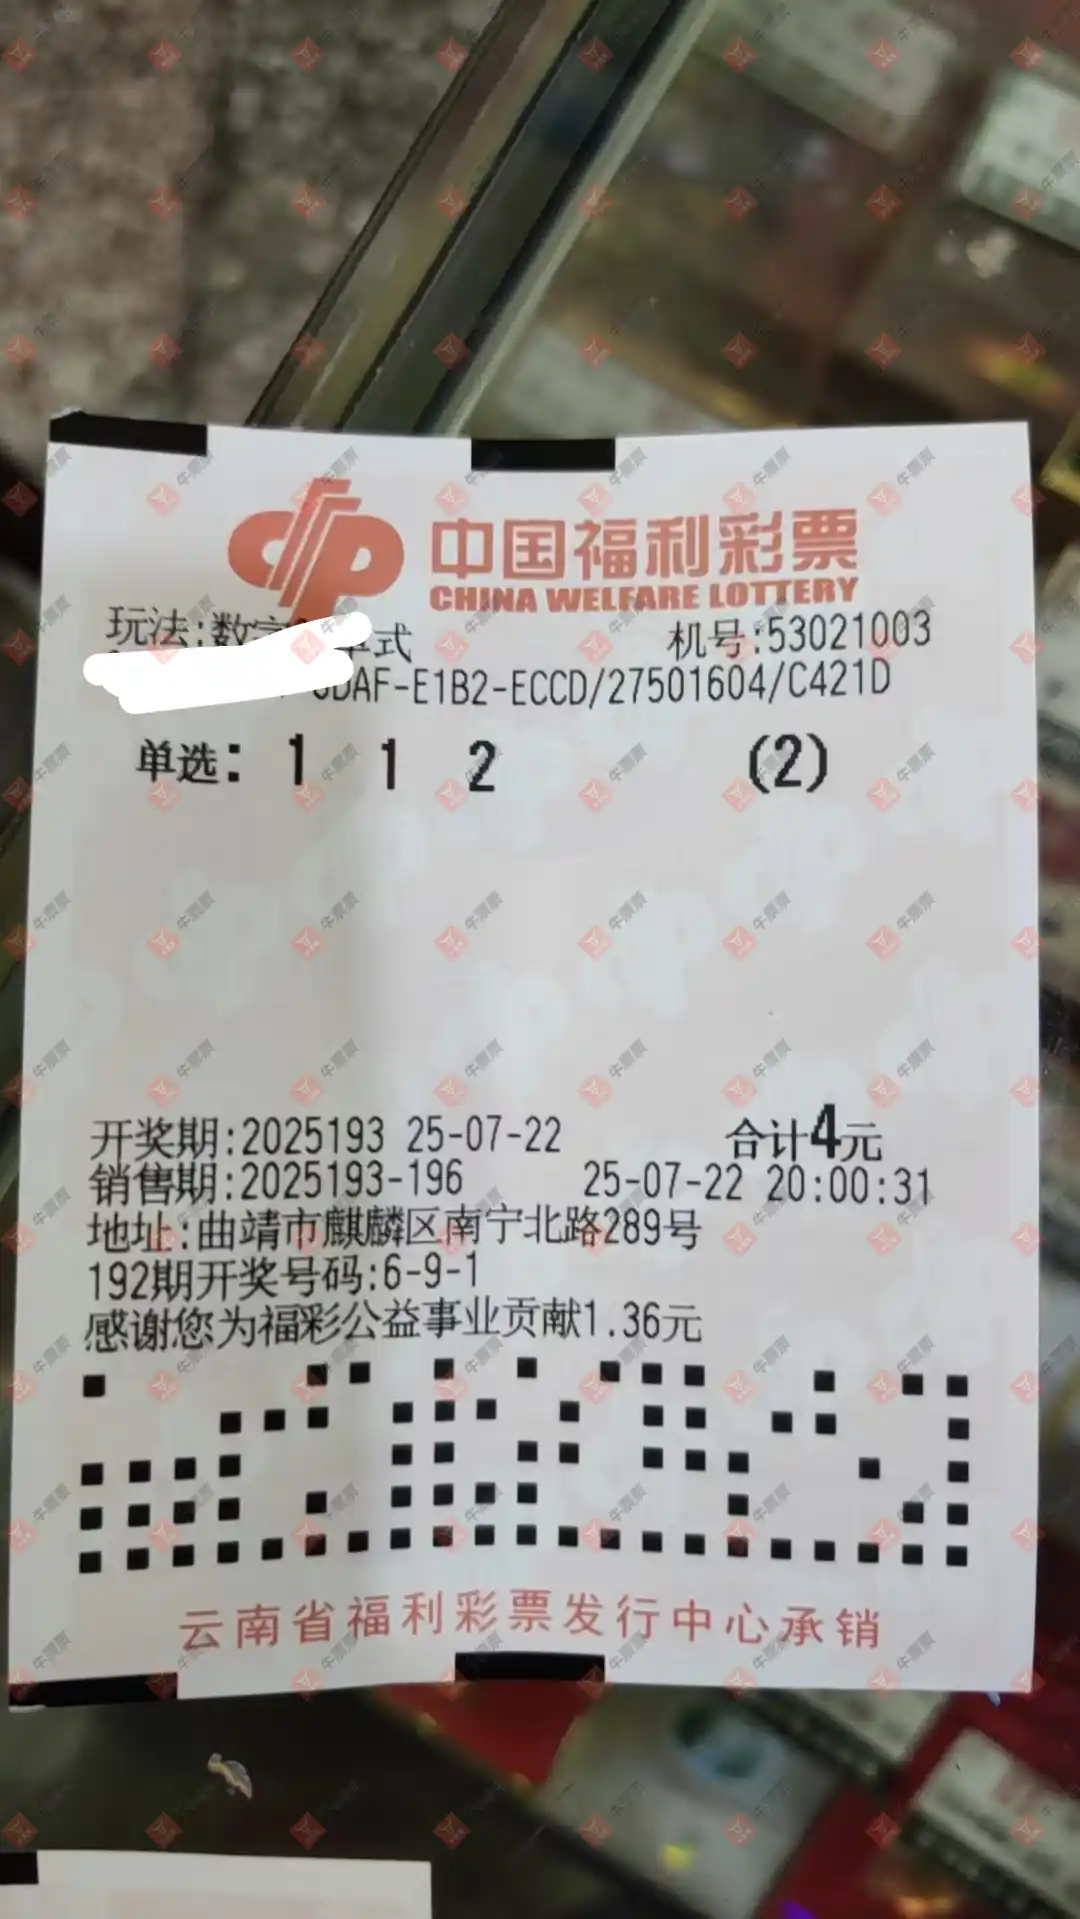 中国福利彩票
CHINA WELFARE LOTTERY
玩法:数字 单式 机号:53021003
DAF-E1B2-ECCD/27501604/C421D
单选: 1 1 2 (2)
开奖期:2025193 25-07-22 合计4元
销售期:2025193-196 25-07-22 20:00:31
地址:曲靖市麒麟区南宁北路289号
192期开奖号码:6-9-1
感谢您为福彩公益事业贡献1.36元
云南省福利彩票发行中心承销